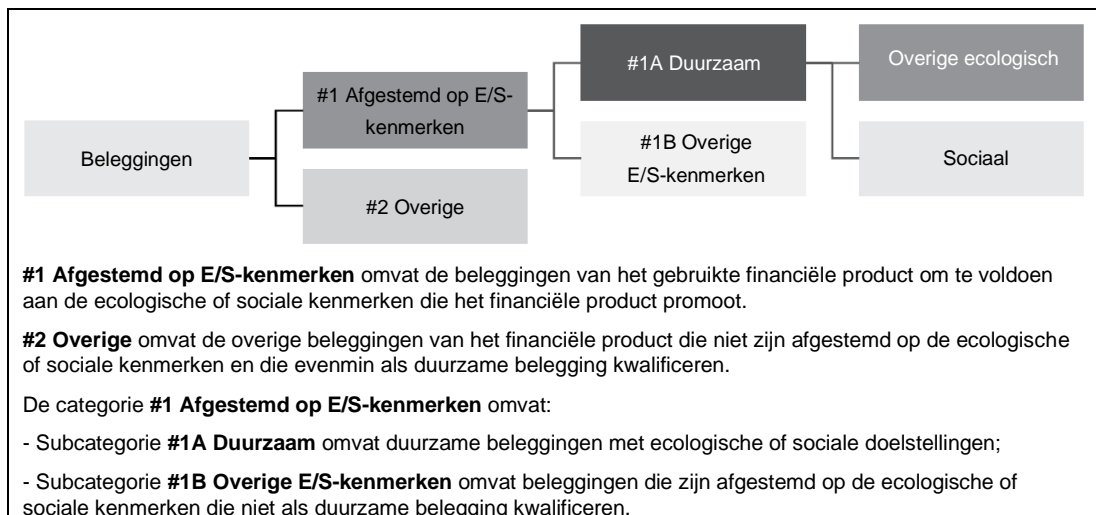 #1A Duurzaam
Overige ecologisch
#1 Afgestemd op E/S-
kenmerken
Beleggingen
#1B Overige
E/S-kenmerken
Sociaal
#2 Overige
#1 Afgestemd op E/S-kenmerken omvat de beleggingen van het gebruikte financiële product om te voldoen
aan de ecologische of sociale kenmerken die het financiële product promoot.
#2 Overige omvat de overige beleggingen van het financiële product die niet zijn afgestemd op de ecologische
of sociale kenmerken en die evenmin als duurzame belegging kwalificeren.
De categorie #1 Afgestemd op E/S-kenmerken omvat:
- Subcategorie #1A Duurzaam omvat duurzame beleggingen met ecologische of sociale doelstellingen;
- Subcategorie #1B Overige E/S-kenmerken omvat beleggingen die zijn afgestemd op de ecologische of
sociale kenmerken die niet als duurzame belegging kwalificeren.